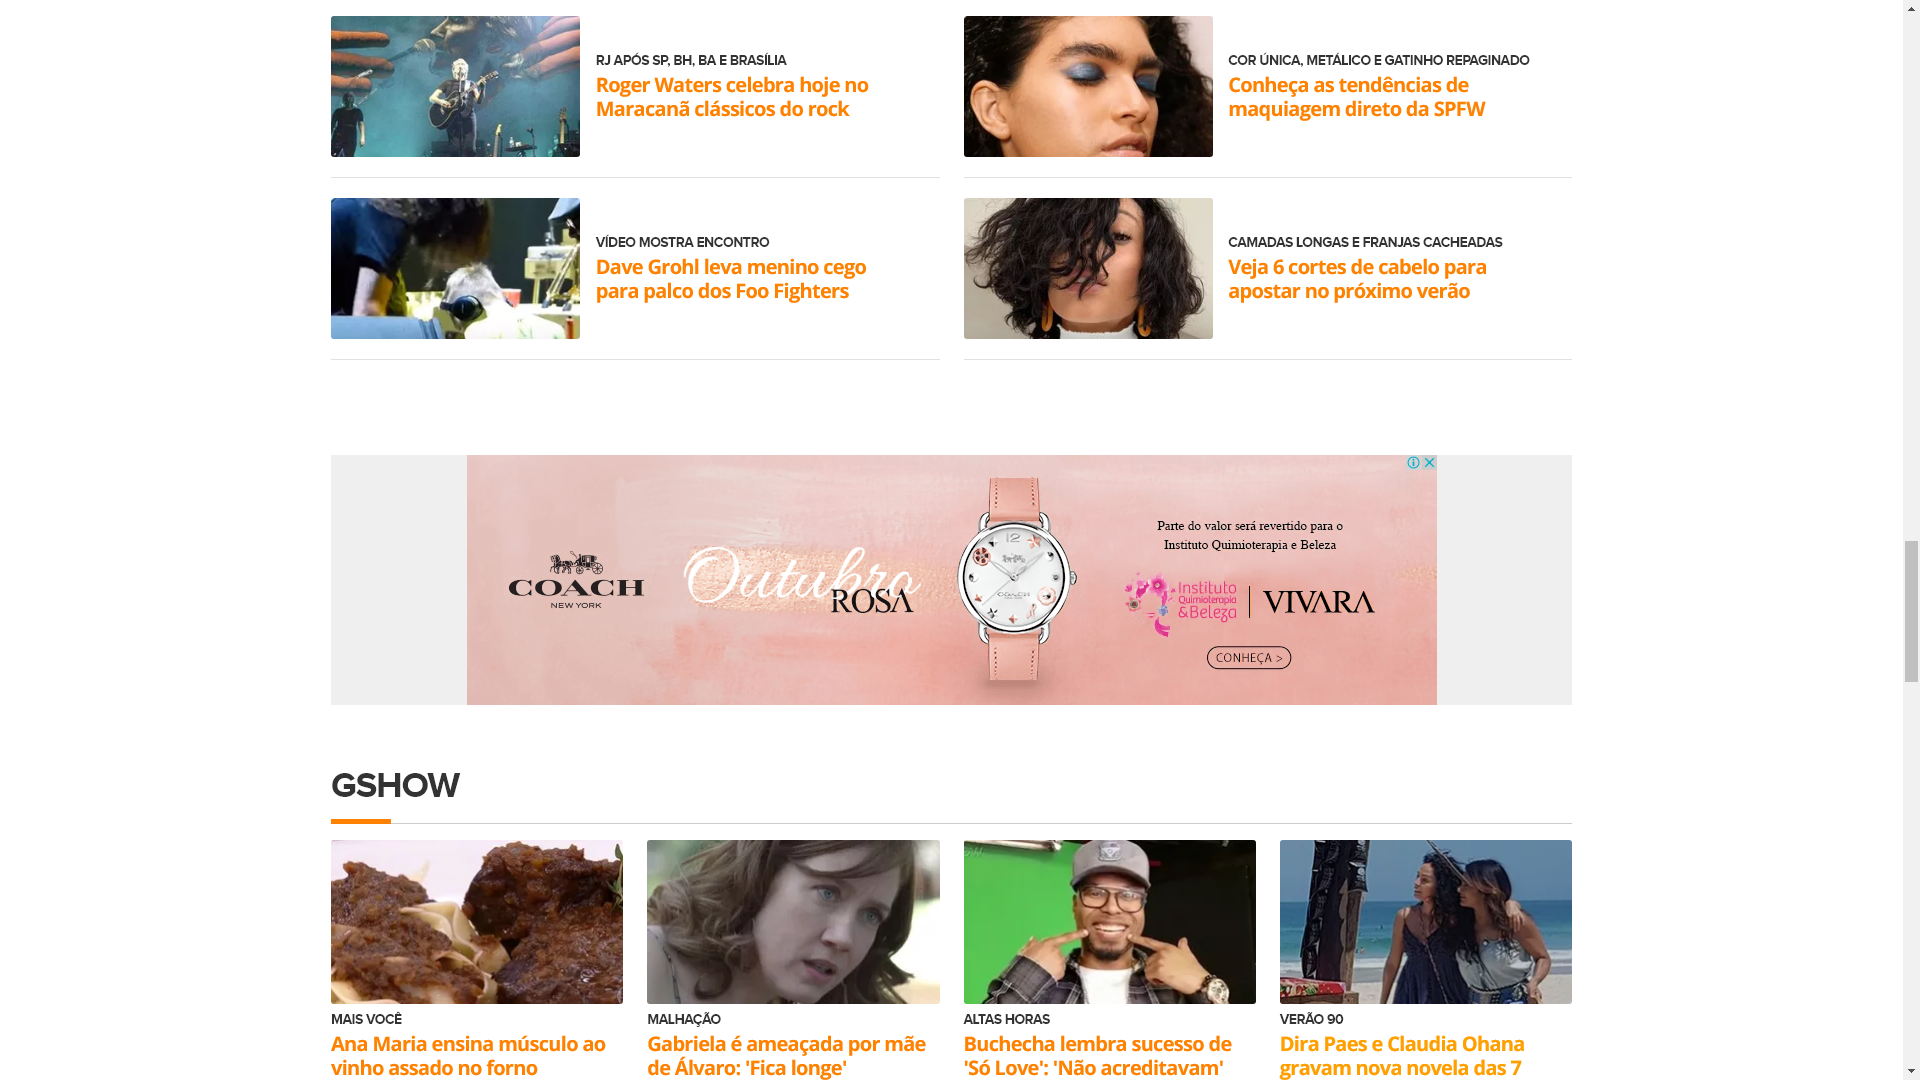 RJ APÓS SP, BH, BA E BRASÍLIA
Roger Waters celebra hoje no
Maracanã clássicos do rock
COR ÚNICA, METÁLICO E GATINHO REPAGINADO
Conheça as tendências de
maquiagem direto da SPFW
VÍDEO MOSTRA ENCONTRO
Dave Grohl leva menino cego
para palco dos Foo Fighters
CAMADAS LONGAS E FRANJAS CACHEADAS
Veja 6 cortes de cabelo para
apostar no próximo verão
COACH
NEW YORK
Outubro
ROSA
12
COACH
Parte do valor será revertido para o
Instituto Quimioterapia e Beleza
Instituto
Quimioterapia
&Beleza
VIVARA
CONHEÇA >
GSHOW
MAIS VOCÊ
Ana Maria ensina músculo ao
vinho assado no forno
MALHAÇÃO
Gabriela é ameaçada por mãe
de Álvaro: 'Fica longe'
ALTAS HORAS
Buchecha lembra sucesso de
'Só Love': 'Não acreditavam'
VERÃO 90
Dira Paes e Claudia Ohana
gravam nova novela das 7